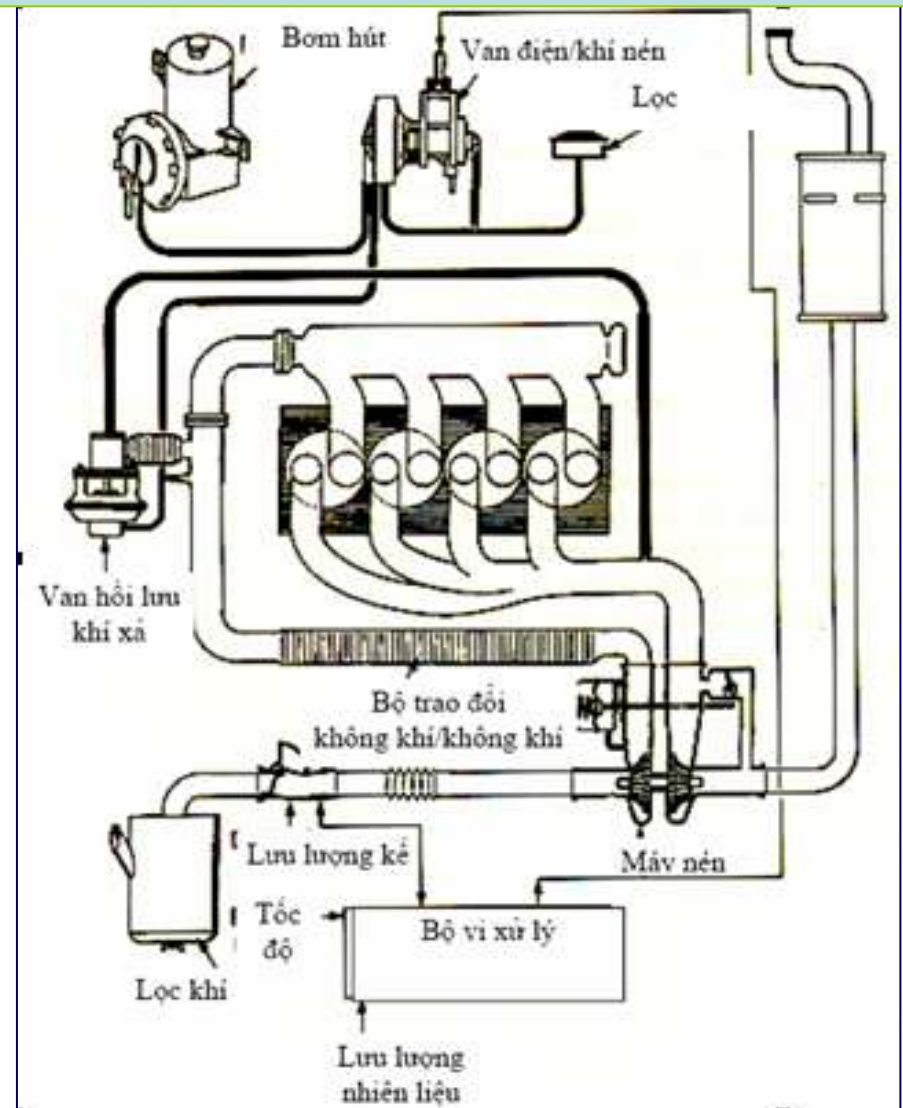 Bơm hút
Van điện/khí nén
Lọc
Van hồi lưu
khí xả
Bộ trao đổi
không khí/không khí
Lưu lượng kế
Máy nén
Tốc
độ
Bộ vi xử lý
Lọc khí
Lưu lượng
nhiên liệu